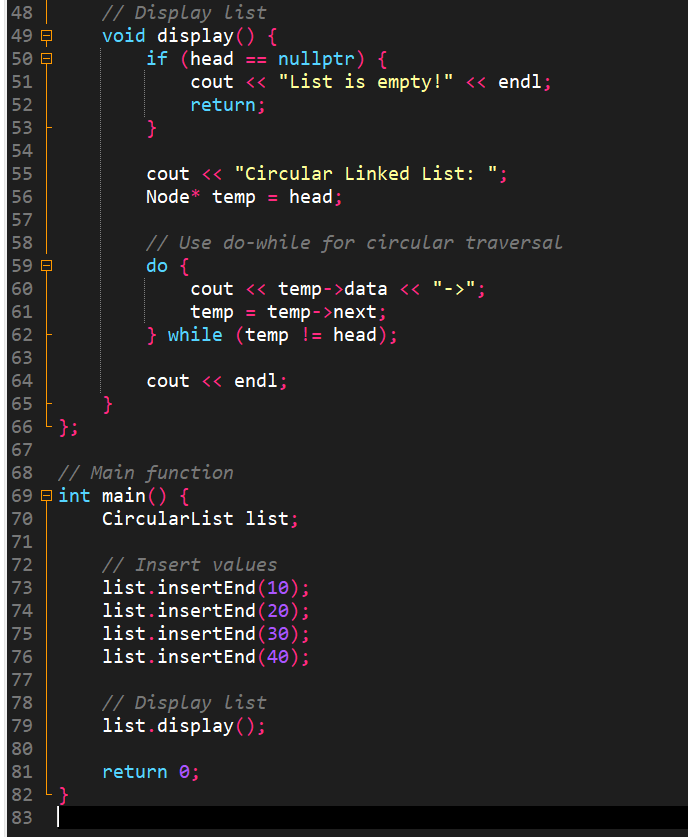 48 // Display list
49 void display() {
50 if (head == nullptr) {
51 cout << "List is empty!" << endl;
52 return;
53 }
54
55 cout << "Circular Linked List: ";
56 Node* temp = head;
57
58 // Use do-while for circular traversal
59 do {
60 cout << temp->data << "->";
61 temp = temp->next;
62 } while (temp != head);
63
64 cout << endl;
65 }
66 };
67
68 // Main function
69 int main() {
70 CircularList list;
71
72 // Insert values
73 list.insertEnd(10);
74 list.insertEnd(20);
75 list.insertEnd(30);
76 list.insertEnd(40);
77
78 // Display list
79 list.display();
80
81 return 0;
82 }
83